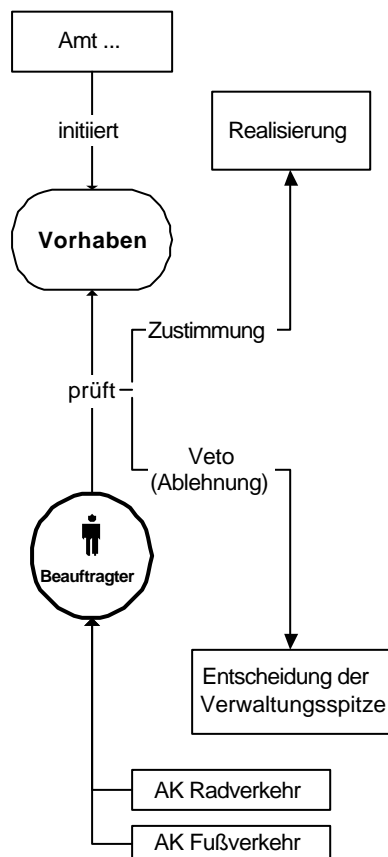 Amt ...
initiiert
Realisierung
Vorhaben
Zustimmung
prüft
Veto
(Ablehnung)
Beauftragter
Entscheidung der
Verwaltungsspitze
AK Radverkehr
AK Fußverkehr